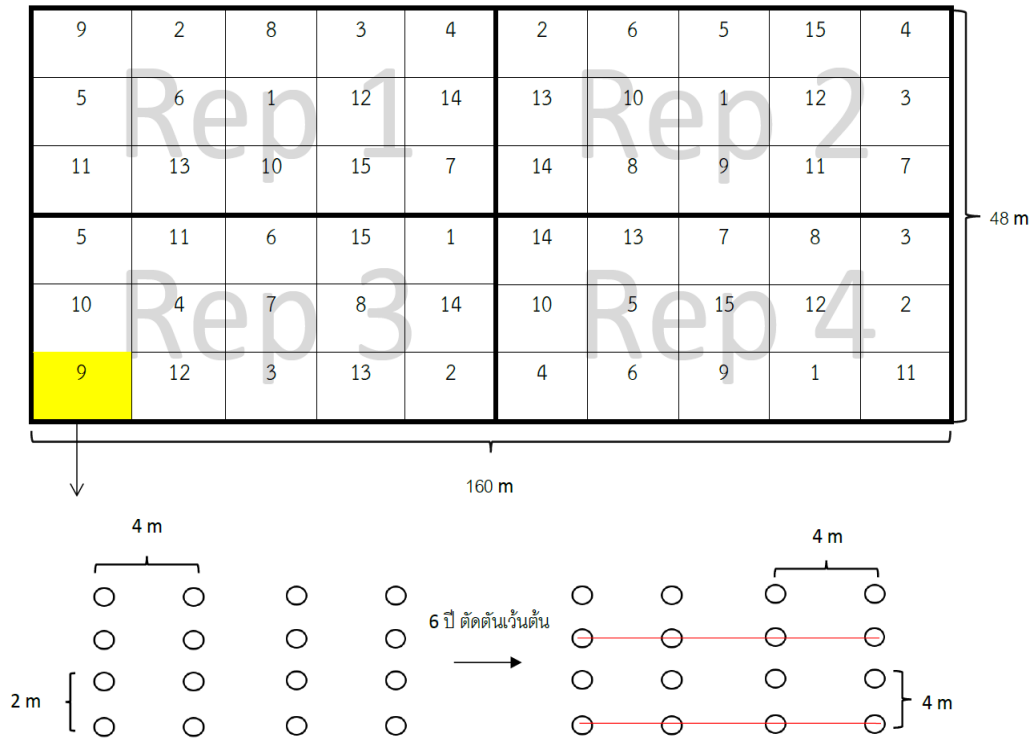 9 2 8 3 4 2 6 5 15 4
5 6 1 12 14 13 10 1 12 3
Rep 1 Rep 2
11 13 10 15 7 14 8 9 11 7
48 m
5 11 6 15 1 14 13 7 8 3
10 4 7 8 14 10 5 15 12 2
Rep 3 Rep 4
9 12 3 13 2 4 6 9 1 11
160 m
4 m
4 m
6 ปี ตัดต้นเว้นต้น
2 m
4 m